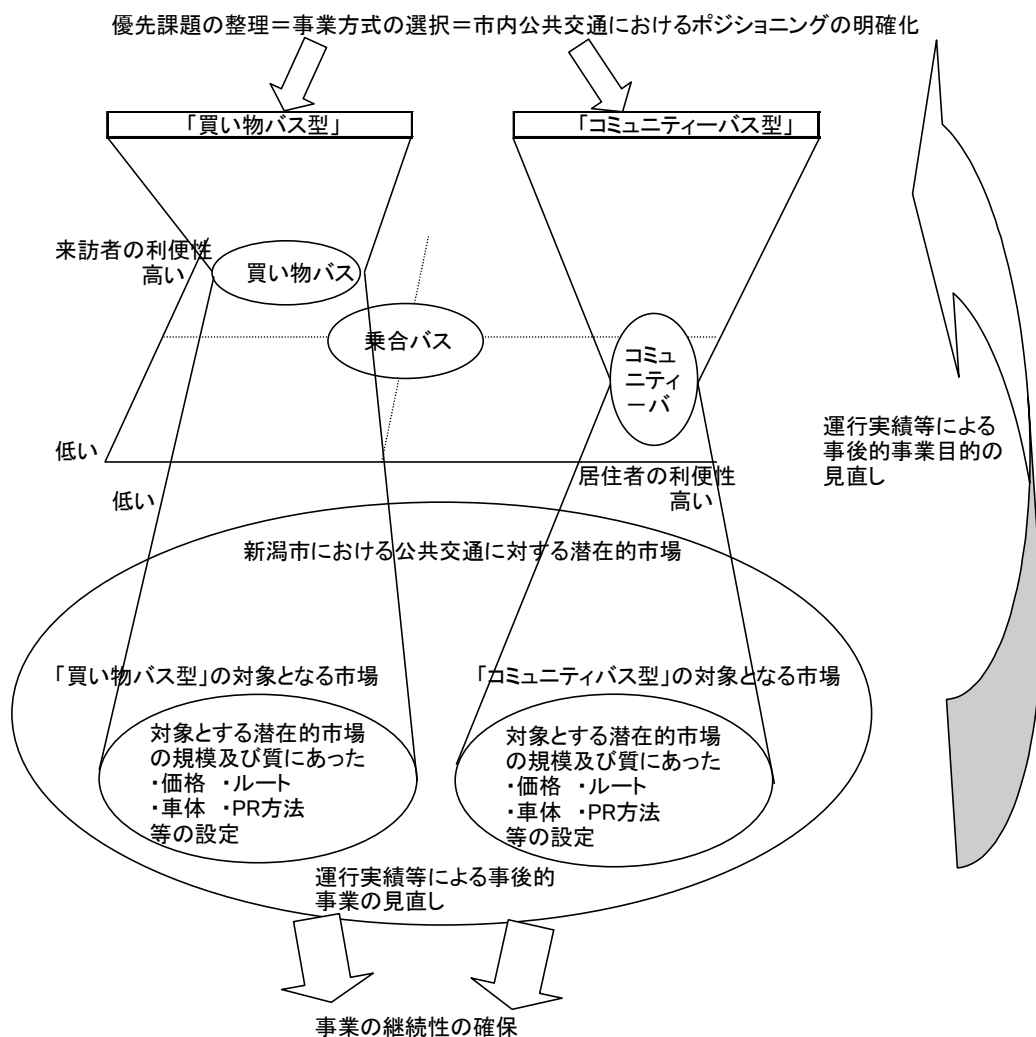 優先課題の整理＝事業方式の選択＝市内公共交通におけるポジショニングの明確化
「買い物バス型」
「コミュニティーバス型」
来訪者の利便性
高い
買い物バス
乗合バス
コミュ
ニティ
ーバ
低い
低い
居住者の利便性
高い
運行実績等による
事後的事業目的の
見直し
新潟市における公共交通に対する潜在的市場
「買い物バス型」の対象となる市場
「コミュニティバス型」の対象となる市場
対象とする潜在的市場
の規模及び質にあった
・価格 ・ルート
・車体 ・PR方法
等の設定
対象とする潜在的市場
の規模及び質にあった
・価格 ・ルート
・車体 ・PR方法
等の設定
運行実績等による事後的
事業の見直し
事業の継続性の確保